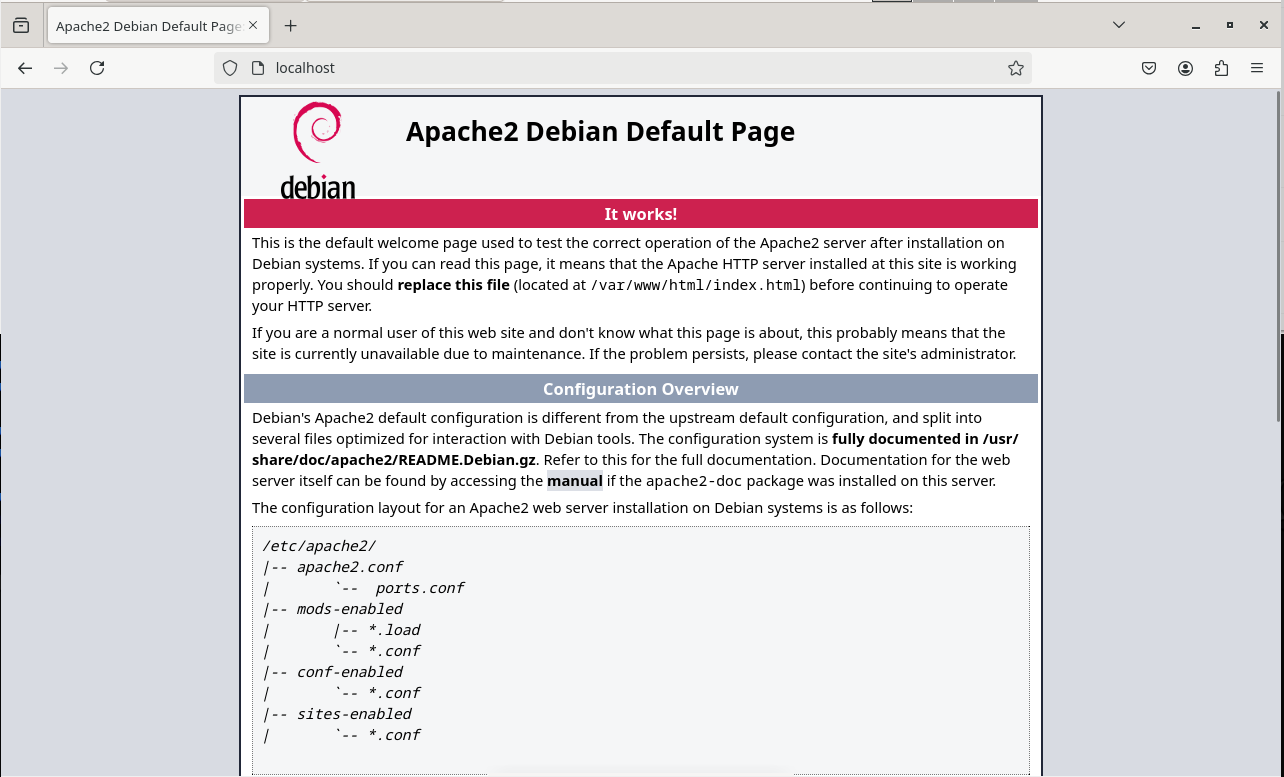 Apache2 Debian Default Page
localhost
debian
Apache2 Debian Default Page
It works!
This is the default welcome page used to test the correct operation of the Apache2 server after installation on
Debian systems. If you can read this page, it means that the Apache HTTP server installed at this site is working
properly. You should replace this file (located at /var/www/html/index.html) before continuing to operate
your HTTP server.
If you are a normal user of this web site and don't know what this page is about, this probably means that the
site is currently unavailable due to maintenance. If the problem persists, please contact the site's administrator.
Configuration Overview
Debian's Apache2 default configuration is different from the upstream default configuration, and split into
several files optimized for interaction with Debian tools. The configuration system is fully documented in /usr/
share/doc/apache2/README.Debian.gz. Refer to this for the full documentation. Documentation for the web
server itself can be found by accessing the manual if the apache2-doc package was installed on this server.
The configuration layout for an Apache2 web server installation on Debian systems is as follows:
/etc/apache2/
|-- apache2.conf
|       `--  ports.conf
|-- mods-enabled
|       |-- *.load
|       `-- *.conf
|-- conf-enabled
|       `-- *.conf
|-- sites-enabled
|       `-- *.conf